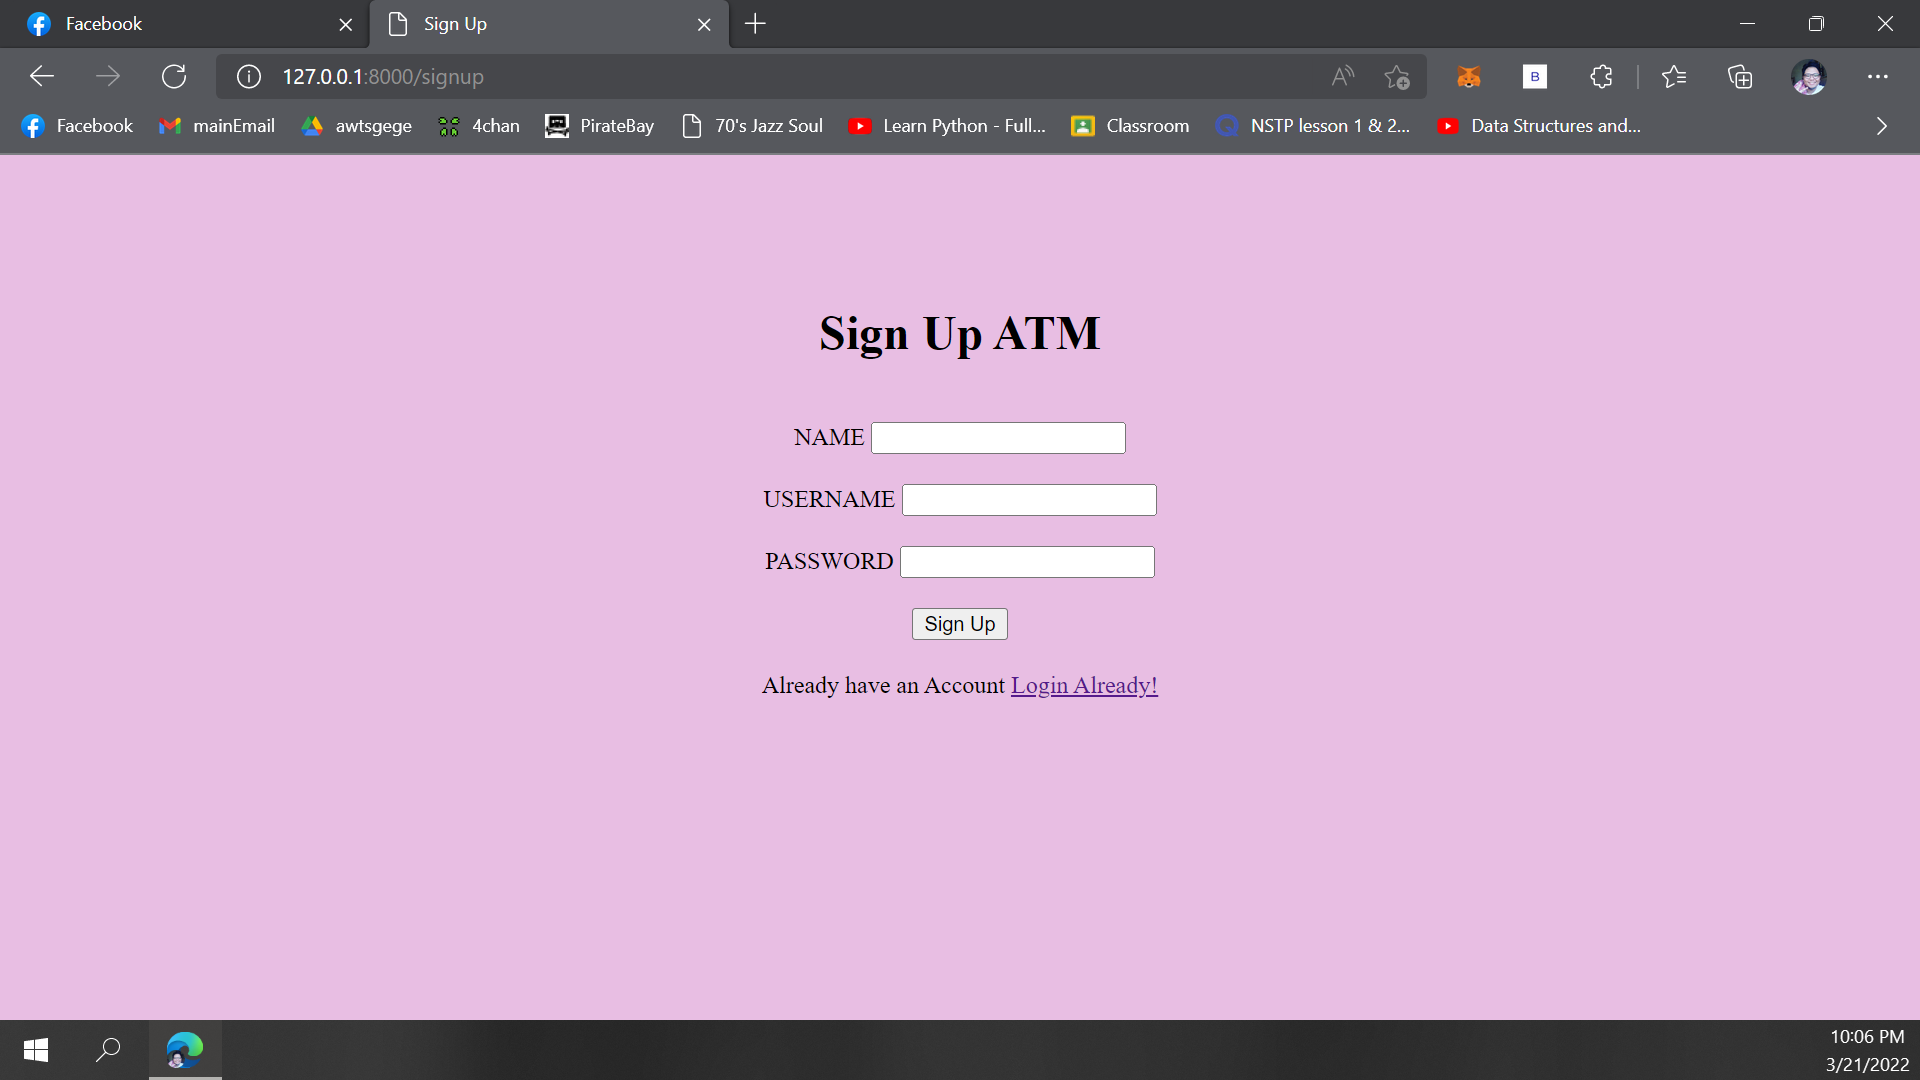 Facebook
Sign Up
127.0.0.1:8000/signup
B
Facebook
mainEmail
awtsgege
4chan
PirateBay
70's Jazz Soul
Learn Python - Full...
Classroom
NSTP lesson 1 & 2...
Data Structures and...
Sign Up ATM
NAME
USERNAME
PASSWORD
Sign Up
Already have an Account Login Already!
10:06 PM
3/21/2022